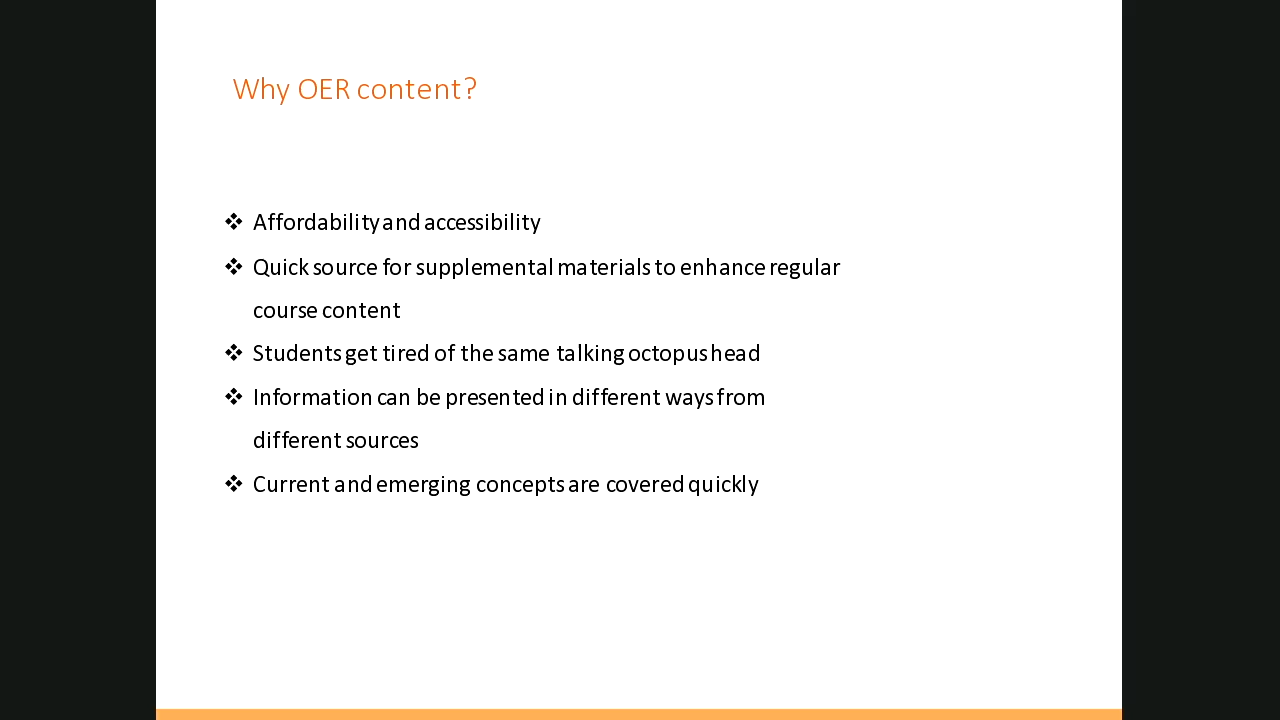 Why OER content?
❖ Affordability and accessibility
❖ Quick source for supplemental materials to enhance regular
course content
❖ Students get tired of the same talking octopus head
❖ Information can be presented in different ways from
different sources
❖ Current and emerging concepts are covered quickly